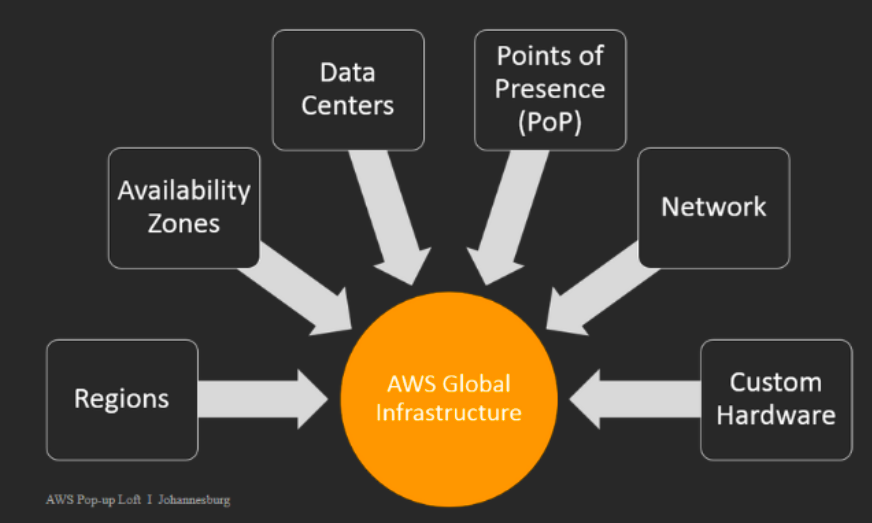 Data
Centers
Points of
Presence
(PoP)
Availability
Zones
Network
Regions
AWS Global
Infrastructure
Custom
Hardware
AWS Pop-up Loft I Johannesburg